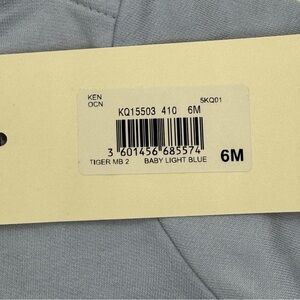 KEN
OCN
5KQ01
KQ15503 410 6M
3 601456 685574
TIGER MB 2 BABY LIGHT BLUE
6M